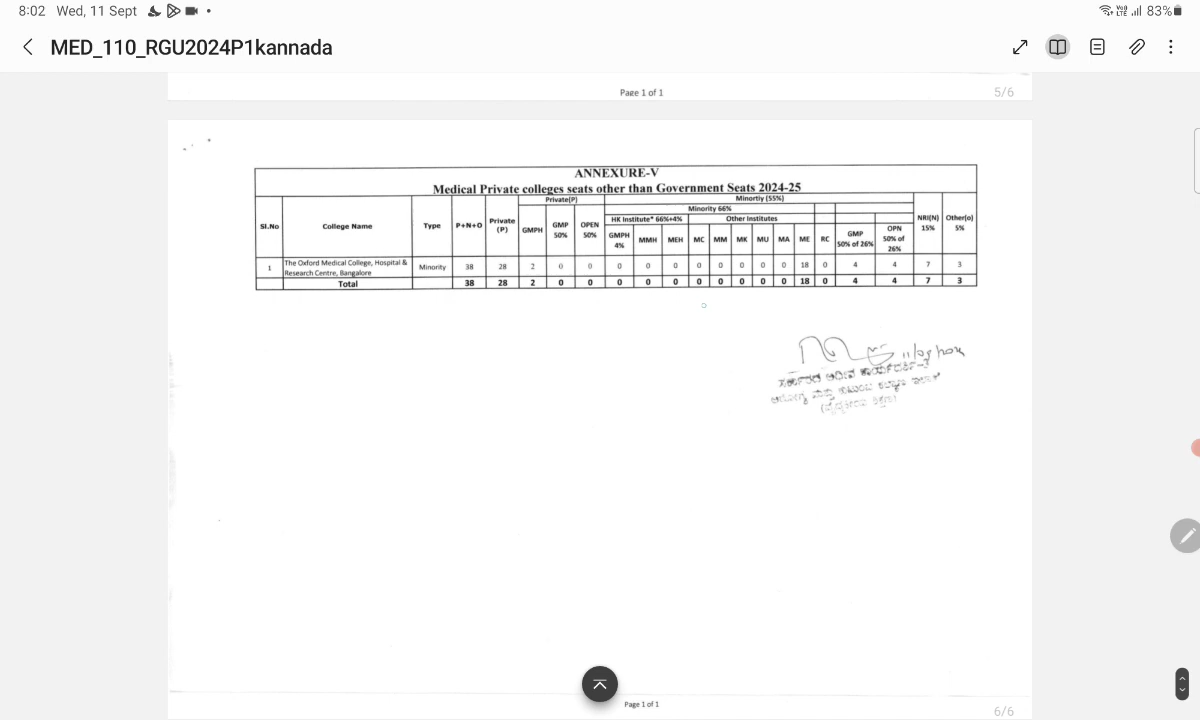 8:02 Wed, 11 Sept
83%
MED_110_RGU2024P1kannada
Page 1 of 1
5/6
ANNEXURE-V
Medical Private colleges seats other than Government Seats 2024-25
Private(P) Minortiy (55%)
Minority 66%
HK Institute* 66%+4% Other Institutes
Sl.No College Name Type P+N+O Private (P) GMPH GMP 50% OPEN 50% GMPH 4% MMH MEH MC MM MK MU MA ME RC GMP 50% of 26% OPN 50% of 26% NRI(N) 15% Other(o) 5%
1 The Oxford Medical College, Hospital & Research Centre, Bangalore Minority 38 28 2 0 0 0 0 0 0 0 0 0 0 18 0 4 4 7 3
Total 38 28 2 0 0 0 0 0 0 0 0 0 0 18 0 4 4 7 3
Page 1 of 1
6/6